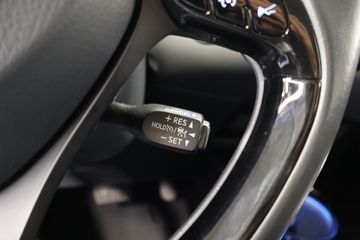 + RES ▲
HOLD /
− SET ▼